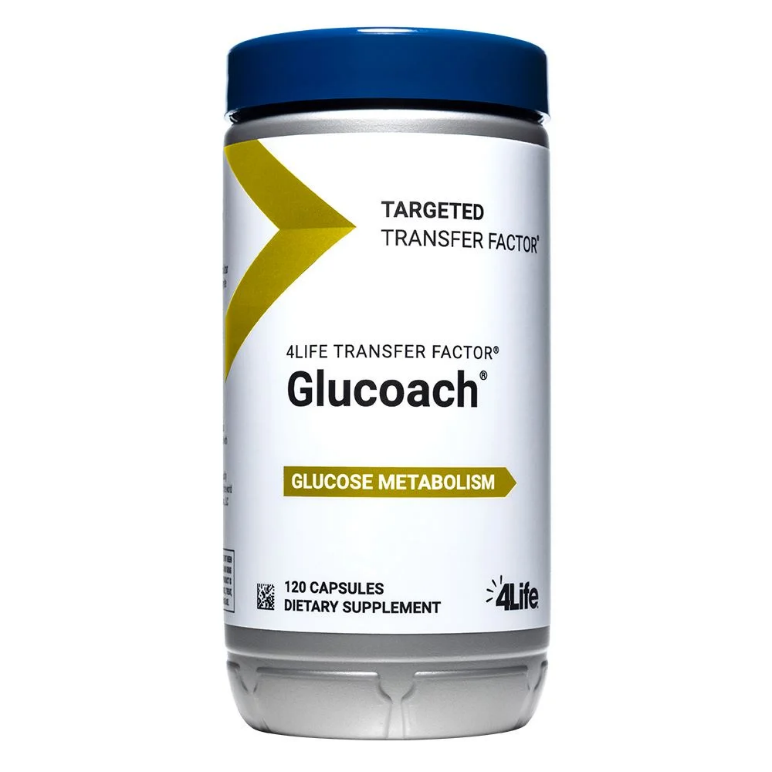 TARGETED
TRANSFER FACTOR®
4LIFE TRANSFER FACTOR®
Glucoach®
GLUCOSE METABOLISM
120 CAPSULES
DIETARY SUPPLEMENT
4Life